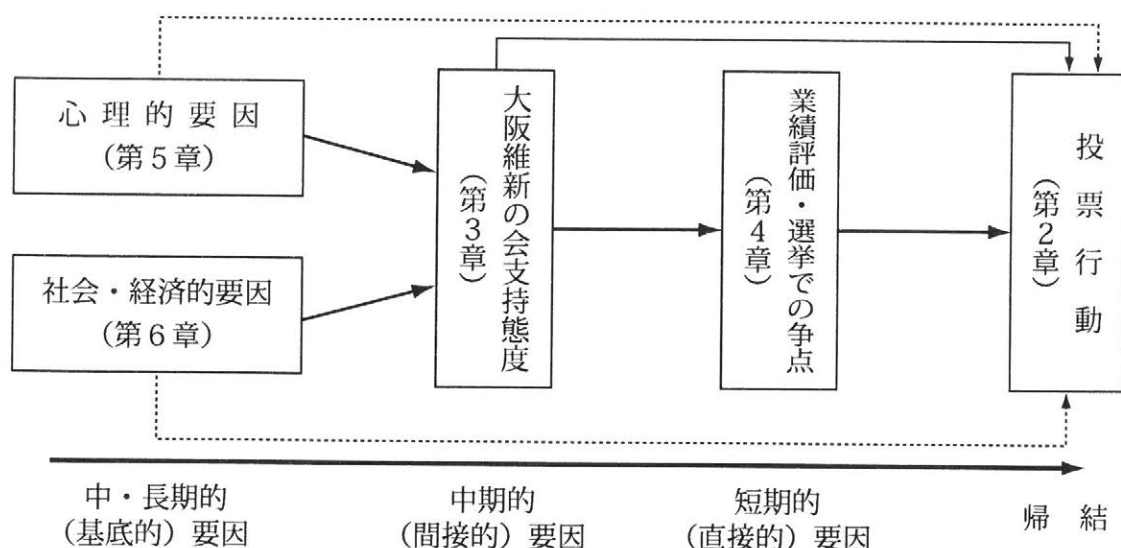 心理的要因
(第5章)
社会・経済的要因
(第6章)
大阪維新の会支持態度
(第3章)
業績評価・選挙での争点
(第4章)
投票行動
(第2章)
中・長期的
(基底的)要因
中期的
(間接的)要因
短期的
(直接的)要因
帰結